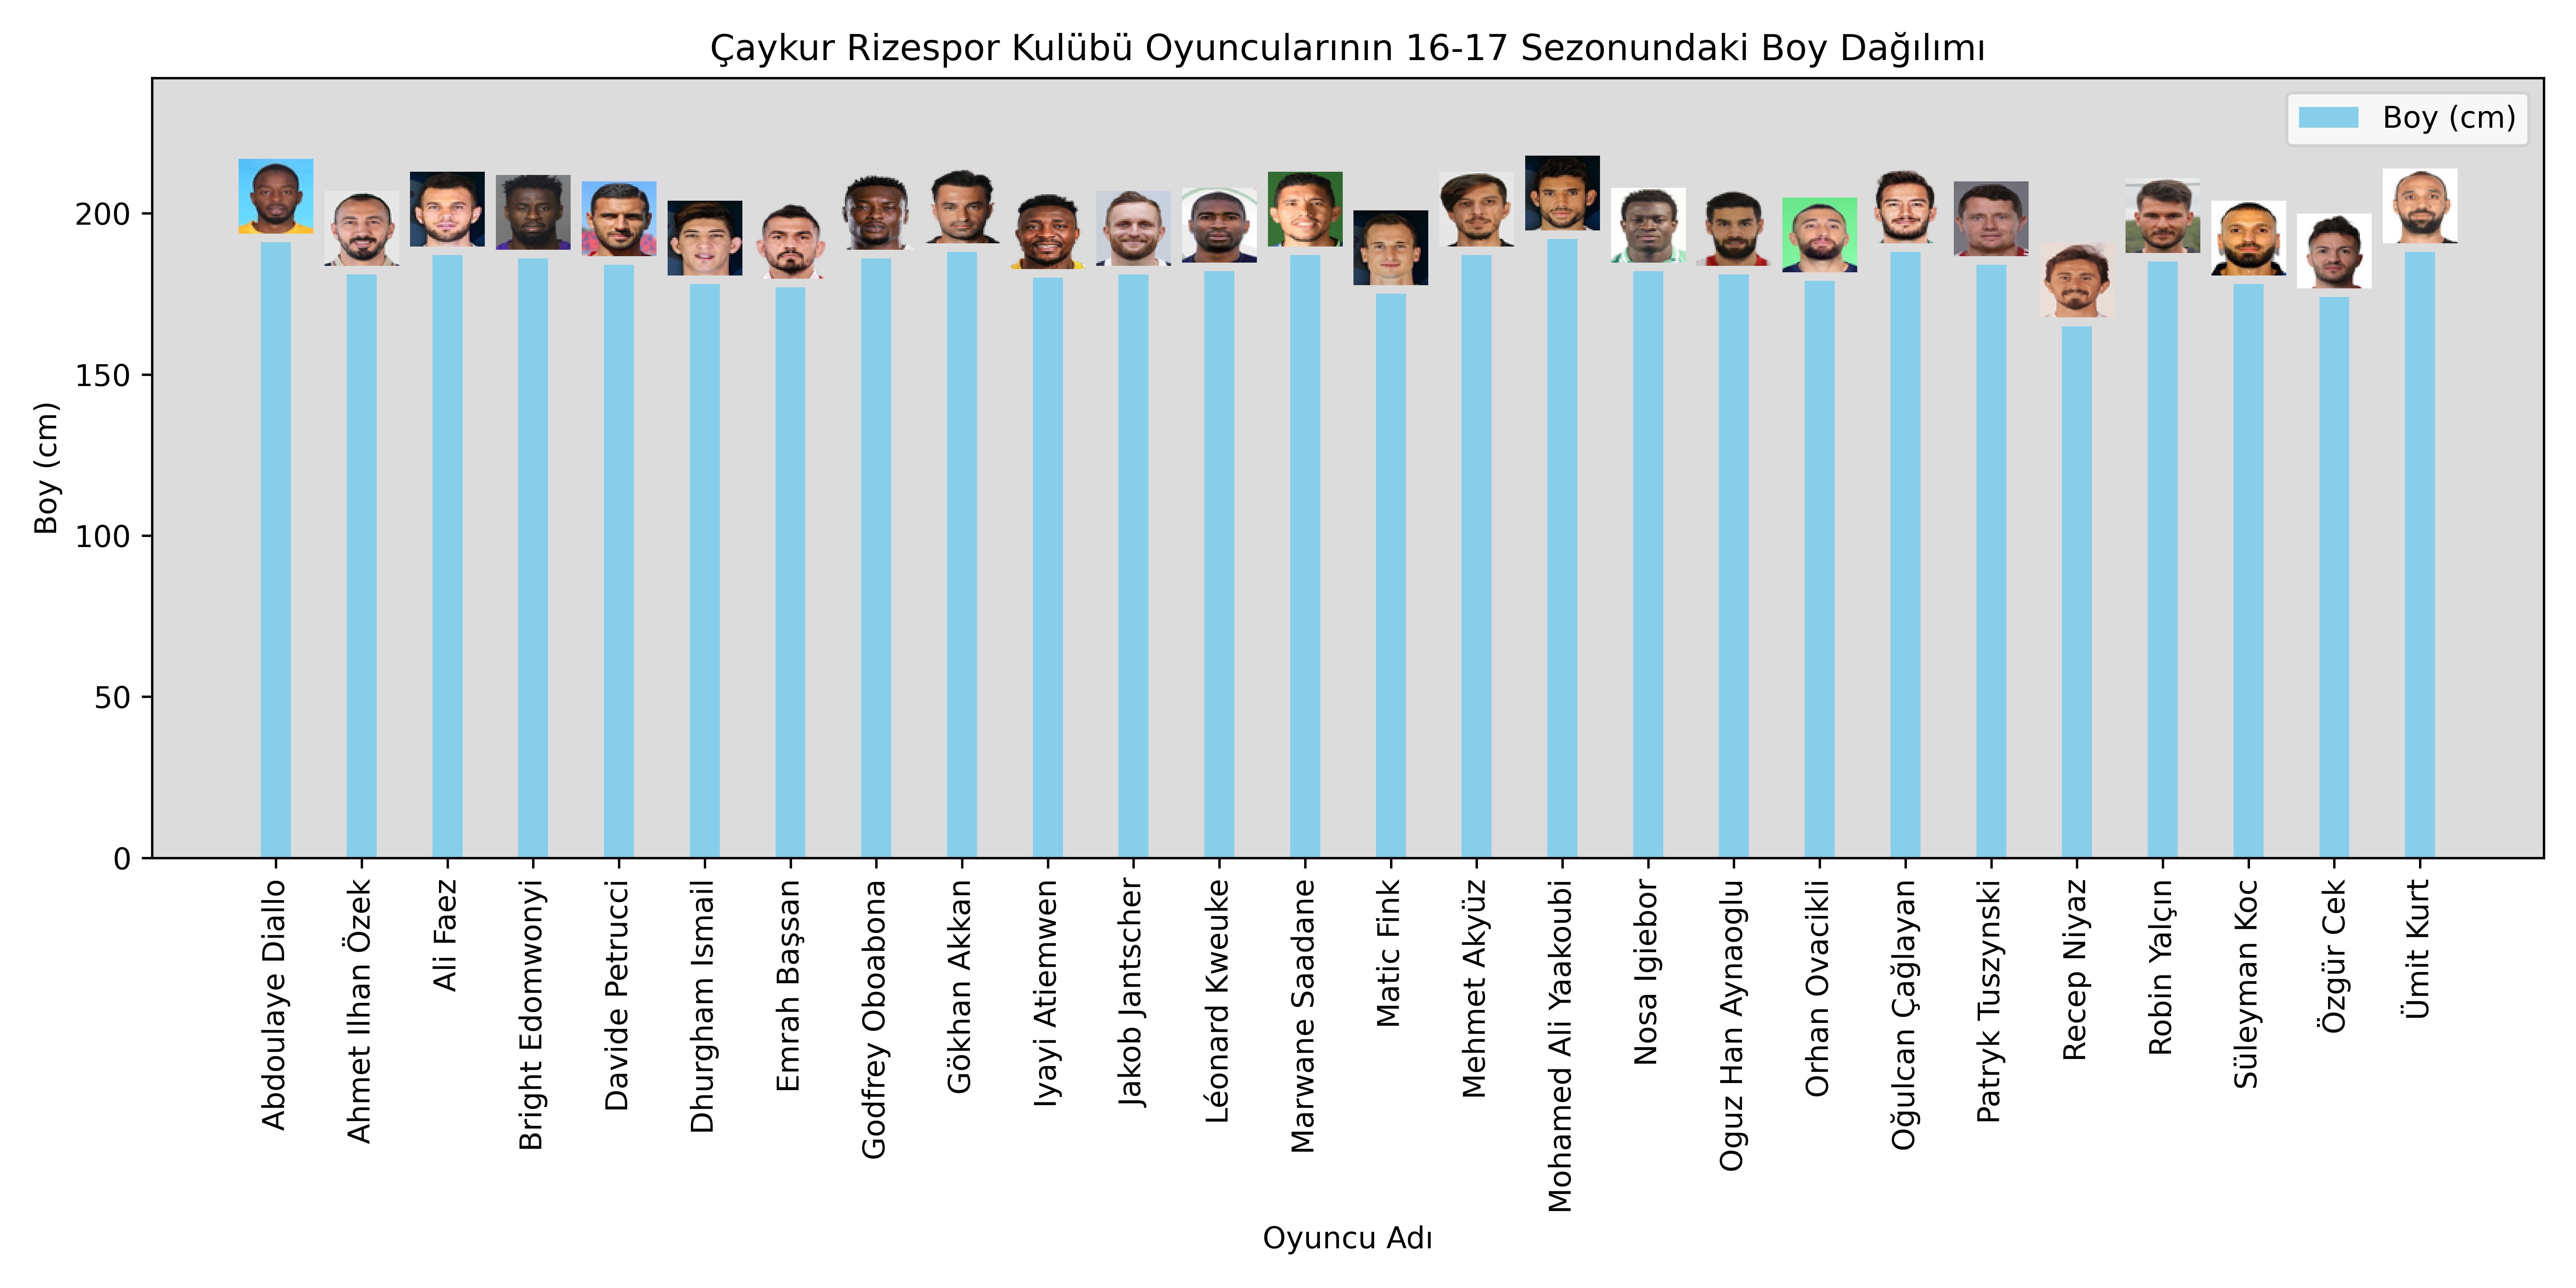 Çaykur Rizespor Kulübü Oyuncularının 16-17 Sezonundaki Boy Dağılımı
Boy (cm)
Boy (cm)
200
150
100
50
0
Abdoulaye Diallo
Ahmet Ilhan Özek
Ali Faez
Bright Edomwonyi
Davide Petrucci
Dhurgham Ismail
Emrah Başsan
Godfrey Oboabona
Gökhan Akkan
Iyayi Atiemwen
Jakob Jantscher
Léonard Kweuke
Marwane Saadane
Matic Fink
Mehmet Akyüz
Mohamed Ali Yaakoubi
Nosa Igiebor
Oguz Han Aynaoglu
Orhan Ovacikli
Oğulcan Çağlayan
Patryk Tuszynski
Recep Niyaz
Robin Yalçın
Süleyman Koc
Özgür Cek
Ümit Kurt
Oyuncu Adı